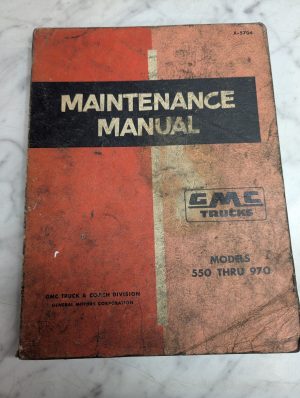 X-5704
MAINTENANCE
MANUAL
GMC
TRUCKS
MODELS
550 THRU 970
GMC TRUCK & COACH DIVISION
GENERAL MOTORS CORPORATION